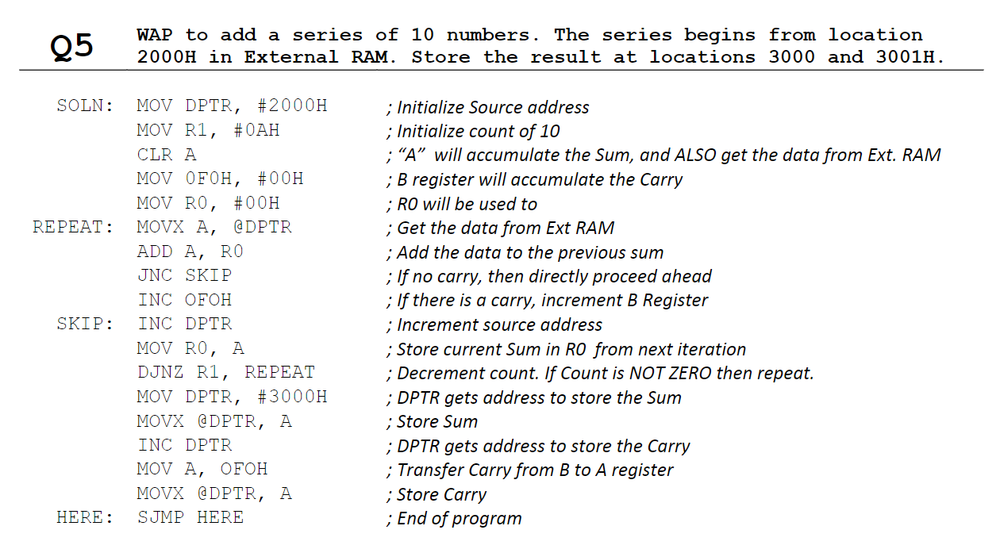 Q5 WAP to add a series of 10 numbers. The series begins from location
2000H in External RAM. Store the result at locations 3000 and 3001H.
SOLN: MOV DPTR, #2000H ; Initialize Source address
MOV R1, #0AH ; Initialize count of 10
CLR A ; “A” will accumulate the Sum, and ALSO get the data from Ext. RAM
MOV 0F0H, #00H ; B register will accumulate the Carry
MOV R0, #00H ; R0 will be used to
REPEAT: MOVX A, @DPTR ; Get the data from Ext RAM
ADD A, R0 ; Add the data to the previous sum
JNC SKIP ; If no carry, then directly proceed ahead
INC OFOH ; If there is a carry, increment B Register
SKIP: INC DPTR ; Increment source address
MOV R0, A ; Store current Sum in R0 from next iteration
DJNZ R1, REPEAT ; Decrement count. If Count is NOT ZERO then repeat.
MOV DPTR, #3000H ; DPTR gets address to store the Sum
MOVX @DPTR, A ; Store Sum
INC DPTR ; DPTR gets address to store the Carry
MOV A, OFOH ; Transfer Carry from B to A register
MOVX @DPTR, A ; Store Carry
HERE: SJMP HERE ; End of program